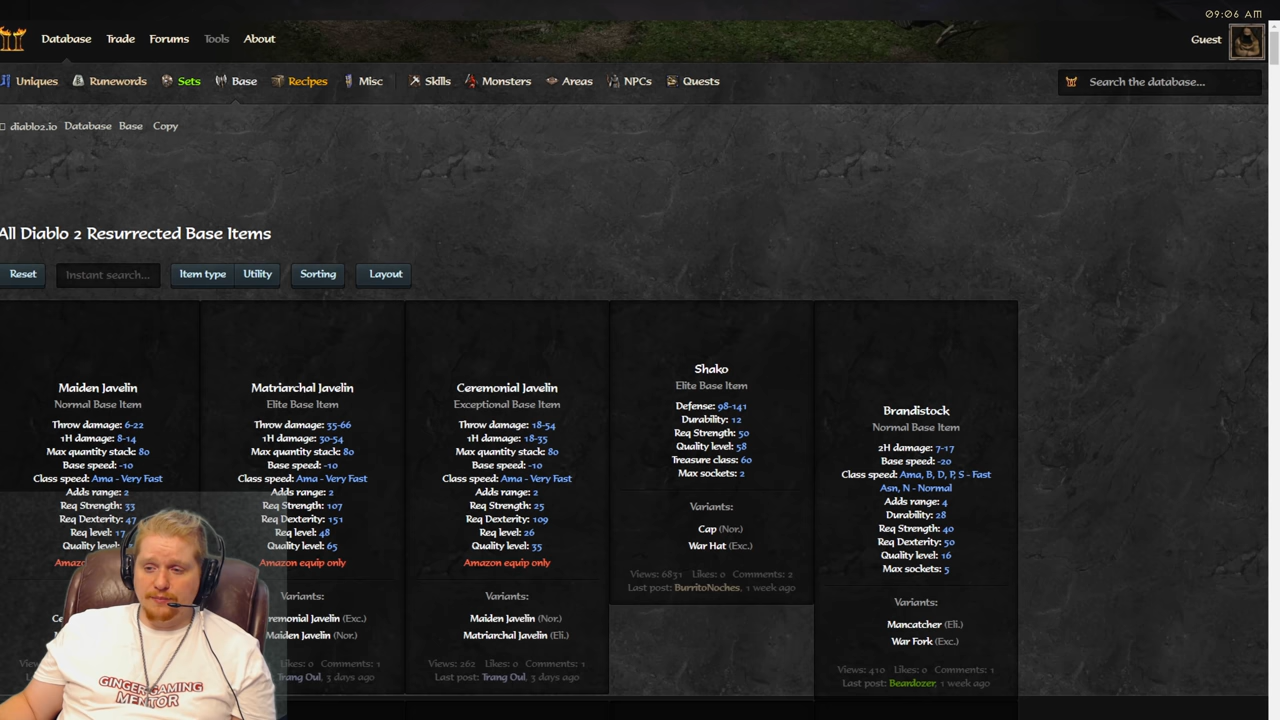 09:06 AM
Database Trade Forums Tools About Guest
Uniques Runewords Sets Base Recipes Misc Skills Monsters Areas NPCs Quests Search the database...
diablo2.io Database Base Copy
All Diablo 2 Resurrected Base Items
Reset Instant search... Item type Utility Sorting Layout
Maiden Javelin
Normal Base Item
Throw damage: 6-22
1H damage: 8-14
Max quantity stack: 80
Base speed: -10
Class speed: Ama - Very Fast
Adds range: 2
Req Strength: 33
Req Dexterity: 47
Req level: 17
Quality level:
Matriarchal Javelin
Elite Base Item
Throw damage: 35-66
1H damage: 30-54
Max quantity stack: 80
Base speed: -10
Class speed: Ama - Very Fast
Adds range: 2
Req Strength: 107
Req Dexterity: 151
Req level: 48
Quality level: 65
Amazon equip only
Variants:
Ceremonial Javelin (Exc.)
Maiden Javelin (Nor.)
Likes: 0 Comments: 1
Trang Oul, 3 days ago
Ceremonial Javelin
Exceptional Base Item
Throw damage: 18-54
1H damage: 18-35
Max quantity stack: 80
Base speed: -10
Class speed: Ama - Very Fast
Adds range: 2
Req Strength: 25
Req Dexterity: 109
Req level: 26
Quality level: 35
Amazon equip only
Variants:
Maiden Javelin (Nor.)
Matriarchal Javelin (Eli.)
Views: 262 Likes: 0 Comments: 1
Last post: Trang Oul, 3 days ago
Shako
Elite Base Item
Defense: 98-141
Durability: 12
Req Strength: 50
Quality level: 58
Treasure class: 60
Max sockets: 2
Variants:
Cap (Nor.)
War Hat (Exc.)
Views: 6831 Likes: 0 Comments: 2
Last post: BurritoNoches, 1 week ago
Brandistock
Normal Base Item
2H damage: 7-17
Base speed: -20
Class speed: Ama, B, D, P, S - Fast
Asn, N - Normal
Adds range: 4
Durability: 28
Req Strength: 40
Req Dexterity: 50
Quality level: 16
Max sockets: 5
Variants:
Mancatcher (Eli.)
War Fork (Exc.)
Views: 410 Likes: 0 Comments: 1
Last post: Beardozer, 1 week ago
GINGER GAMING
MENTOR